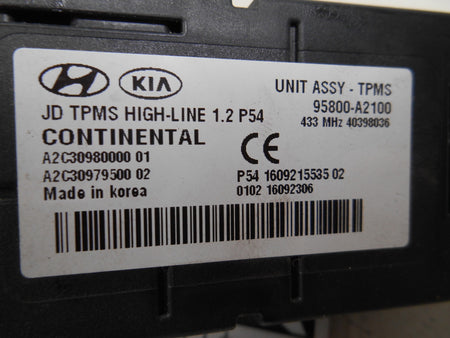 KIA
UNIT ASSY - TPMS
95800-A2100
433 MHz 40398036
JD TPMS HIGH-LINE 1.2 P54
CONTINENTAL
CE
A2C30980000 01
A2C30979500 02
Made in korea
P54 1609215535 02
0102 16092306